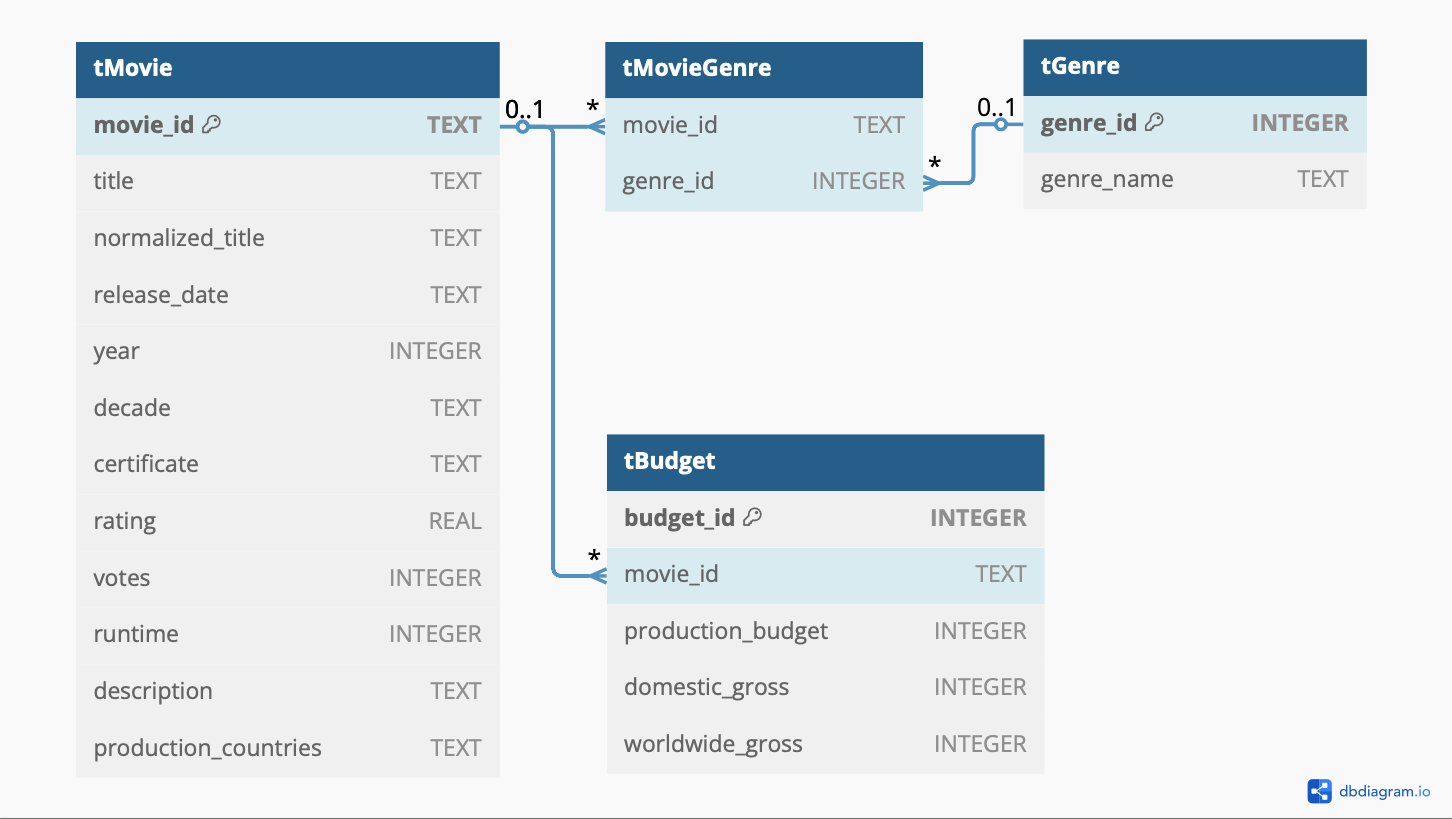 tMovie
movie_id TEXT
title TEXT
normalized_title TEXT
release_date TEXT
year INTEGER
decade TEXT
certificate TEXT
rating REAL
votes INTEGER
runtime INTEGER
description TEXT
production_countries TEXT
0..1
*
tMovieGenre
movie_id TEXT
genre_id INTEGER
*
0..1
tGenre
genre_id INTEGER
genre_name TEXT
*
tBudget
budget_id INTEGER
movie_id TEXT
production_budget INTEGER
domestic_gross INTEGER
worldwide_gross INTEGER
dbdiagram.io